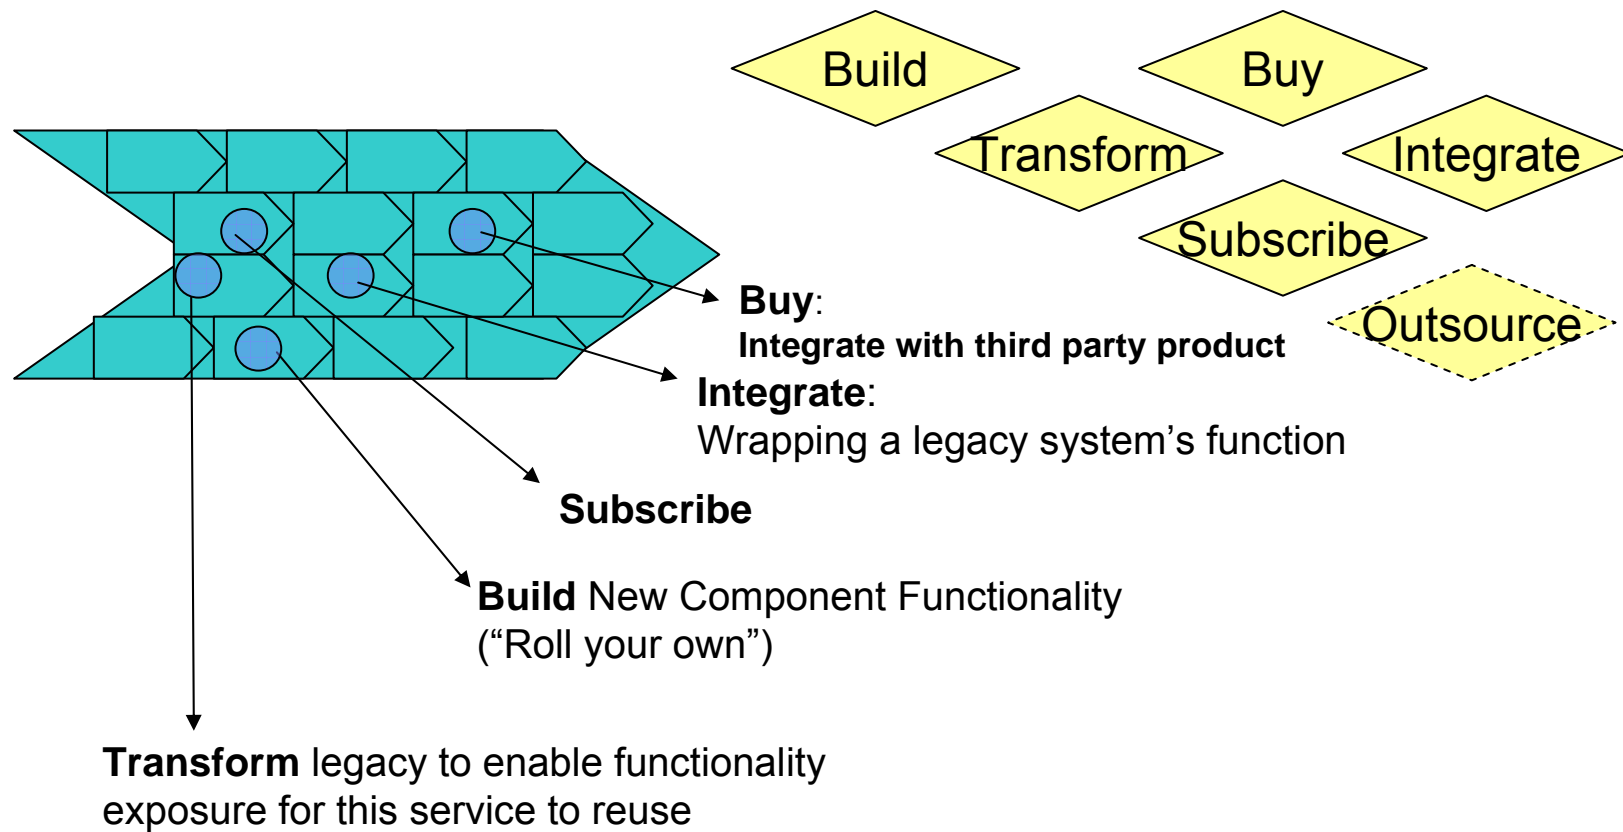 Build
Buy
Transform
Integrate
Subscribe
Outsource
Buy:
Integrate with third party product
Integrate:
Wrapping a legacy system’s function
Subscribe
Build New Component Functionality
(“Roll your own”)
Transform legacy to enable functionality
exposure for this service to reuse